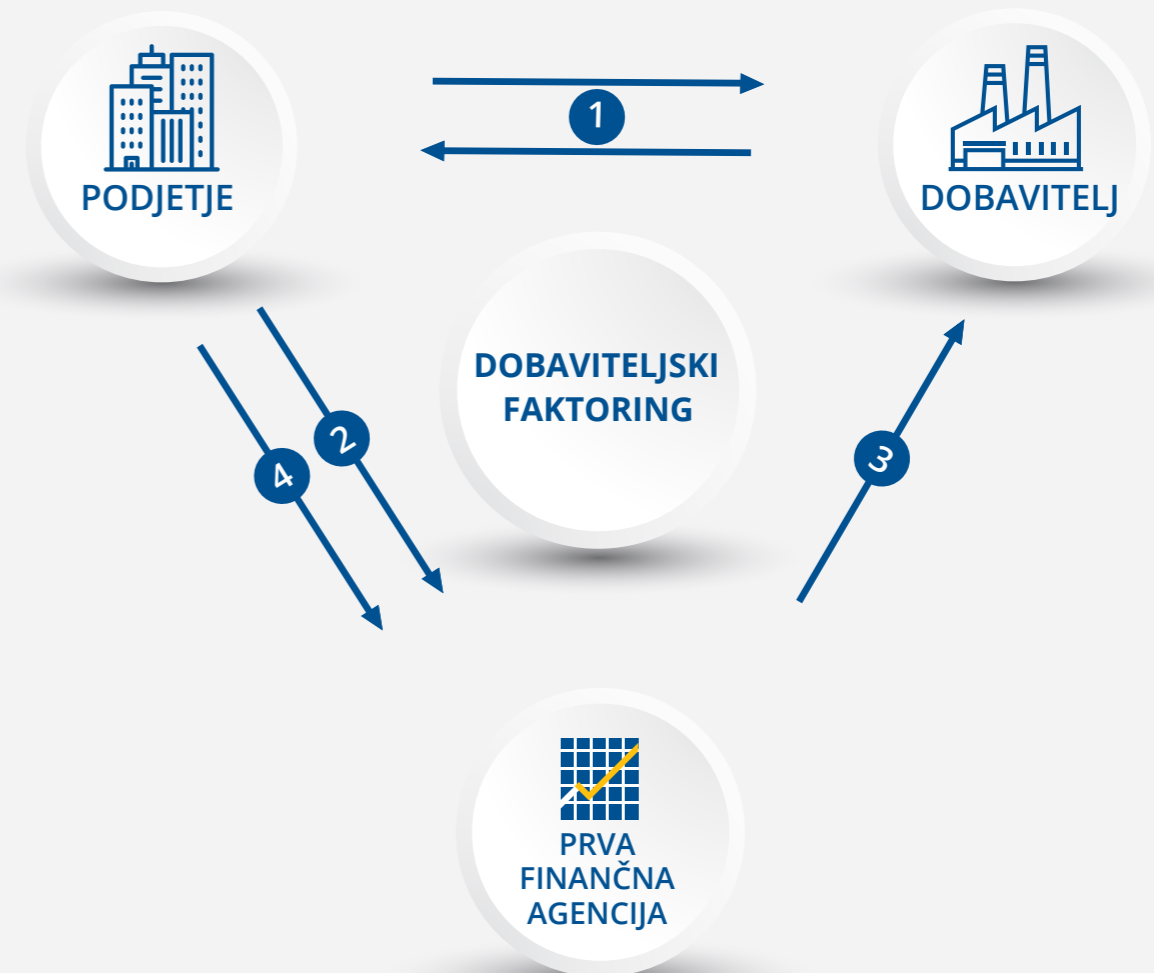 PODJETJE
1
DOBAVITELJ
DOBAVITELJSKI
FAKTORING
4
2
3
PRVA
FINANČNA
AGENCIJA